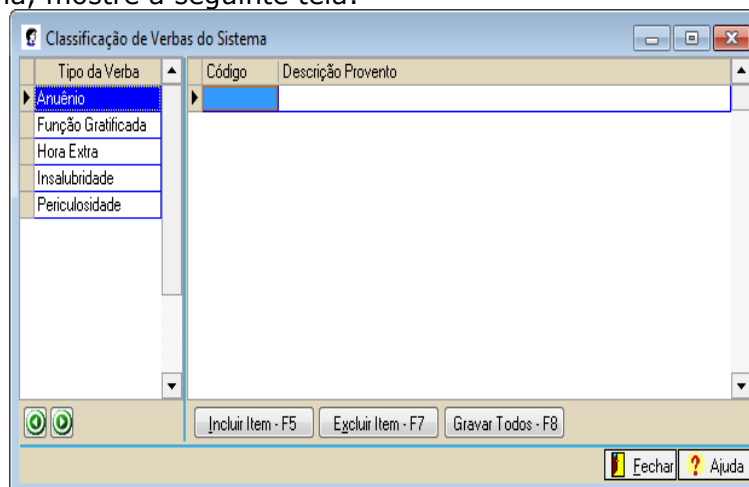 na, mostre a seguinte tela:
Classificação de Verbas do Sistema
Tipo da Verba
Código Descrição Provento
Anuênio
Função Gratificada
Hora Extra
Insalubridade
Periculosidade
Incluir Item - F5 Excluir Item - F7 Gravar Todos - F8
Fechar ? Ajuda